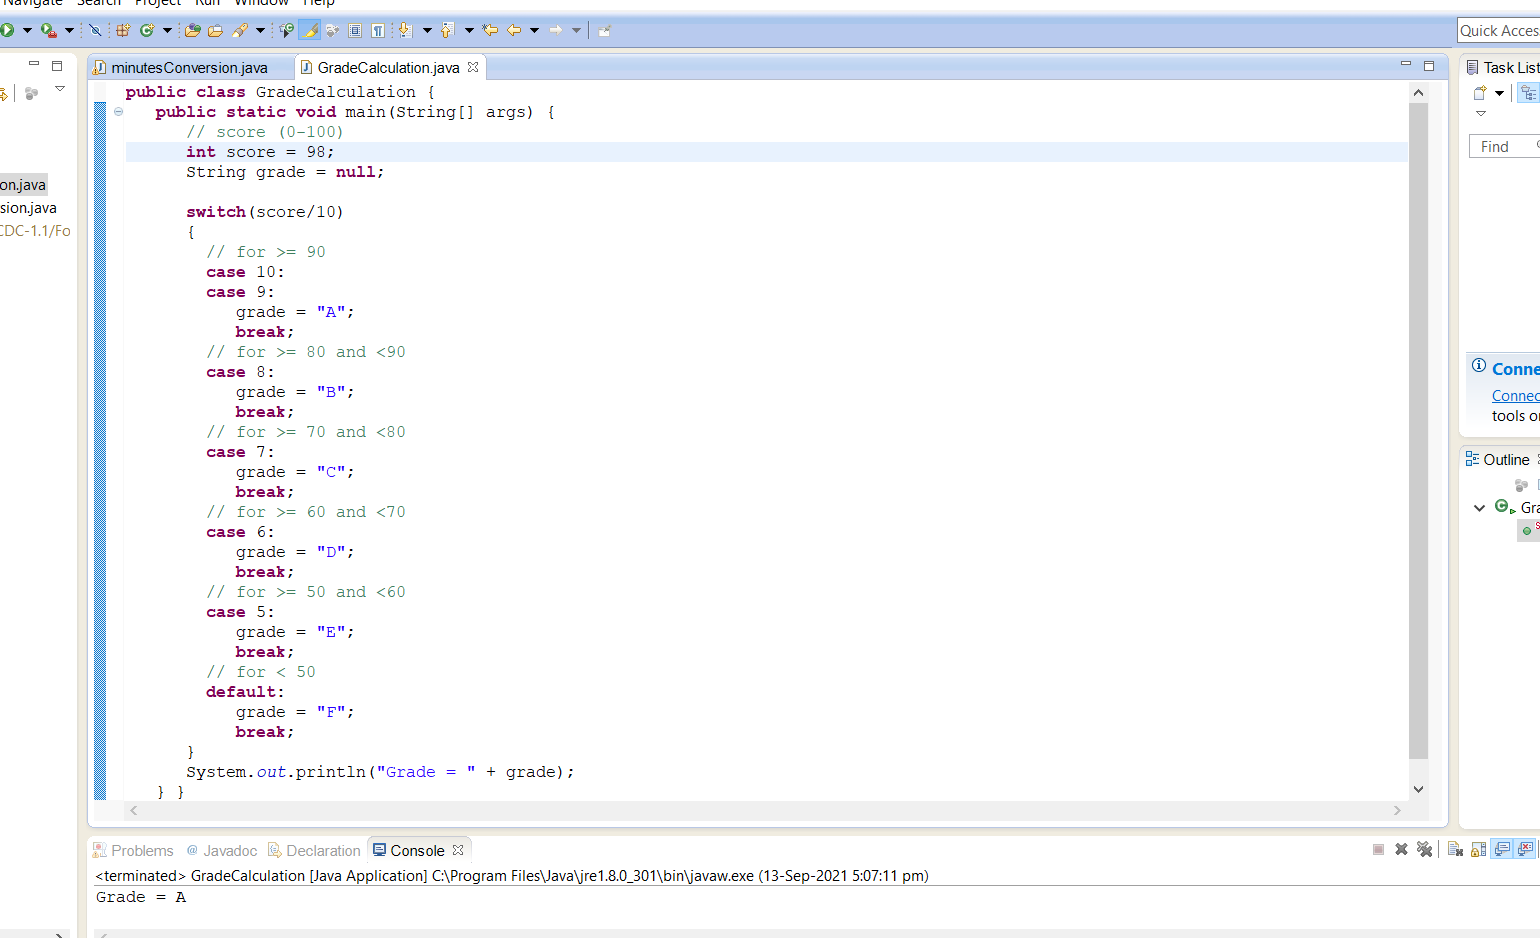 Navigate Search Project Run Window Help
Quick Acces
minutesConversion.java GradeCalculation.java
Task List
Find
on.java
sion.java
CDC-1.1/Fo
public class GradeCalculation {
public static void main(String[] args) {
// score (0-100)
int score = 98;
String grade = null;
switch(score/10)
{
// for >= 90
case 10:
case 9:
grade = "A";
break;
// for >= 80 and <90
case 8:
grade = "B";
break;
// for >= 70 and <80
case 7:
grade = "C";
break;
// for >= 60 and <70
case 6:
grade = "D";
break;
// for >= 50 and <60
case 5:
grade = "E";
break;
// for < 50
default:
grade = "F";
break;
}
System.out.println("Grade = " + grade);
} }
Conne
Connec
tools o
Outline
Gra
Problems @ Javadoc Declaration Console
<terminated> GradeCalculation [Java Application] C:\Program Files\Java\jre1.8.0_301\bin\javaw.exe (13-Sep-2021 5:07:11 pm)
Grade = A